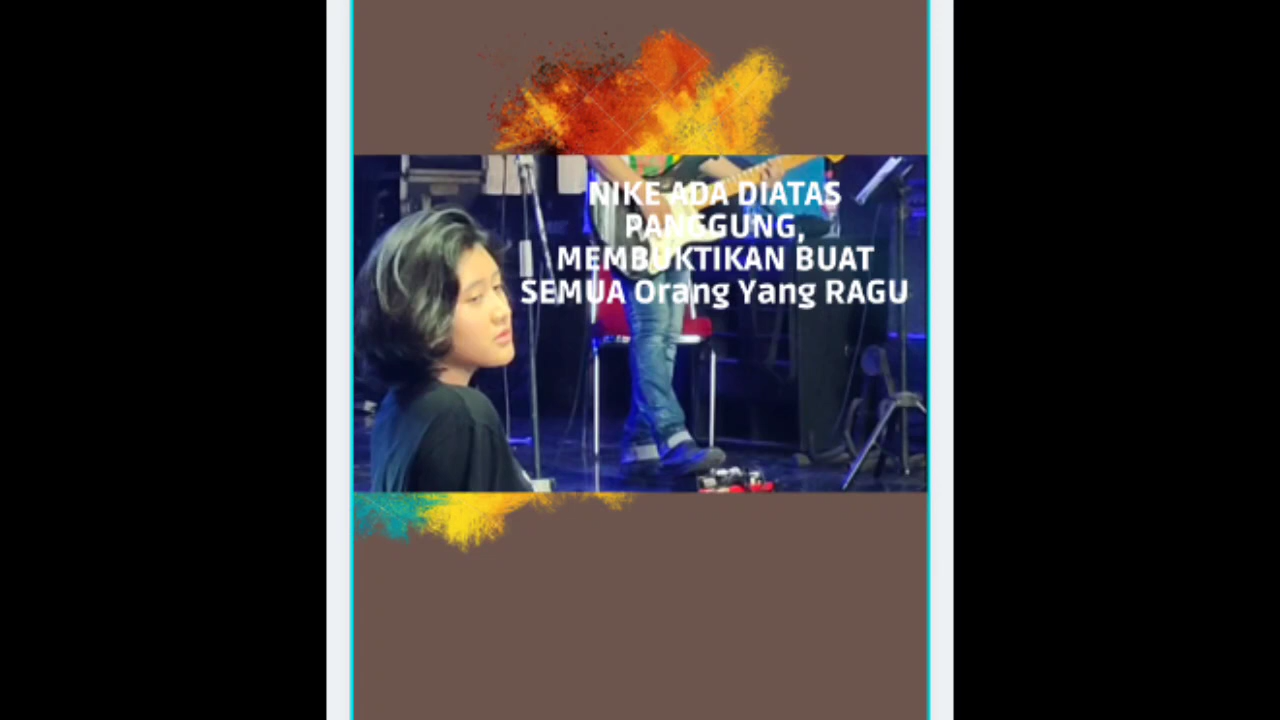 NIKE ADA DIATAS
PANGGUNG,
MEMBUKTIKAN BUAT
SEMUA Orang Yang RAGU